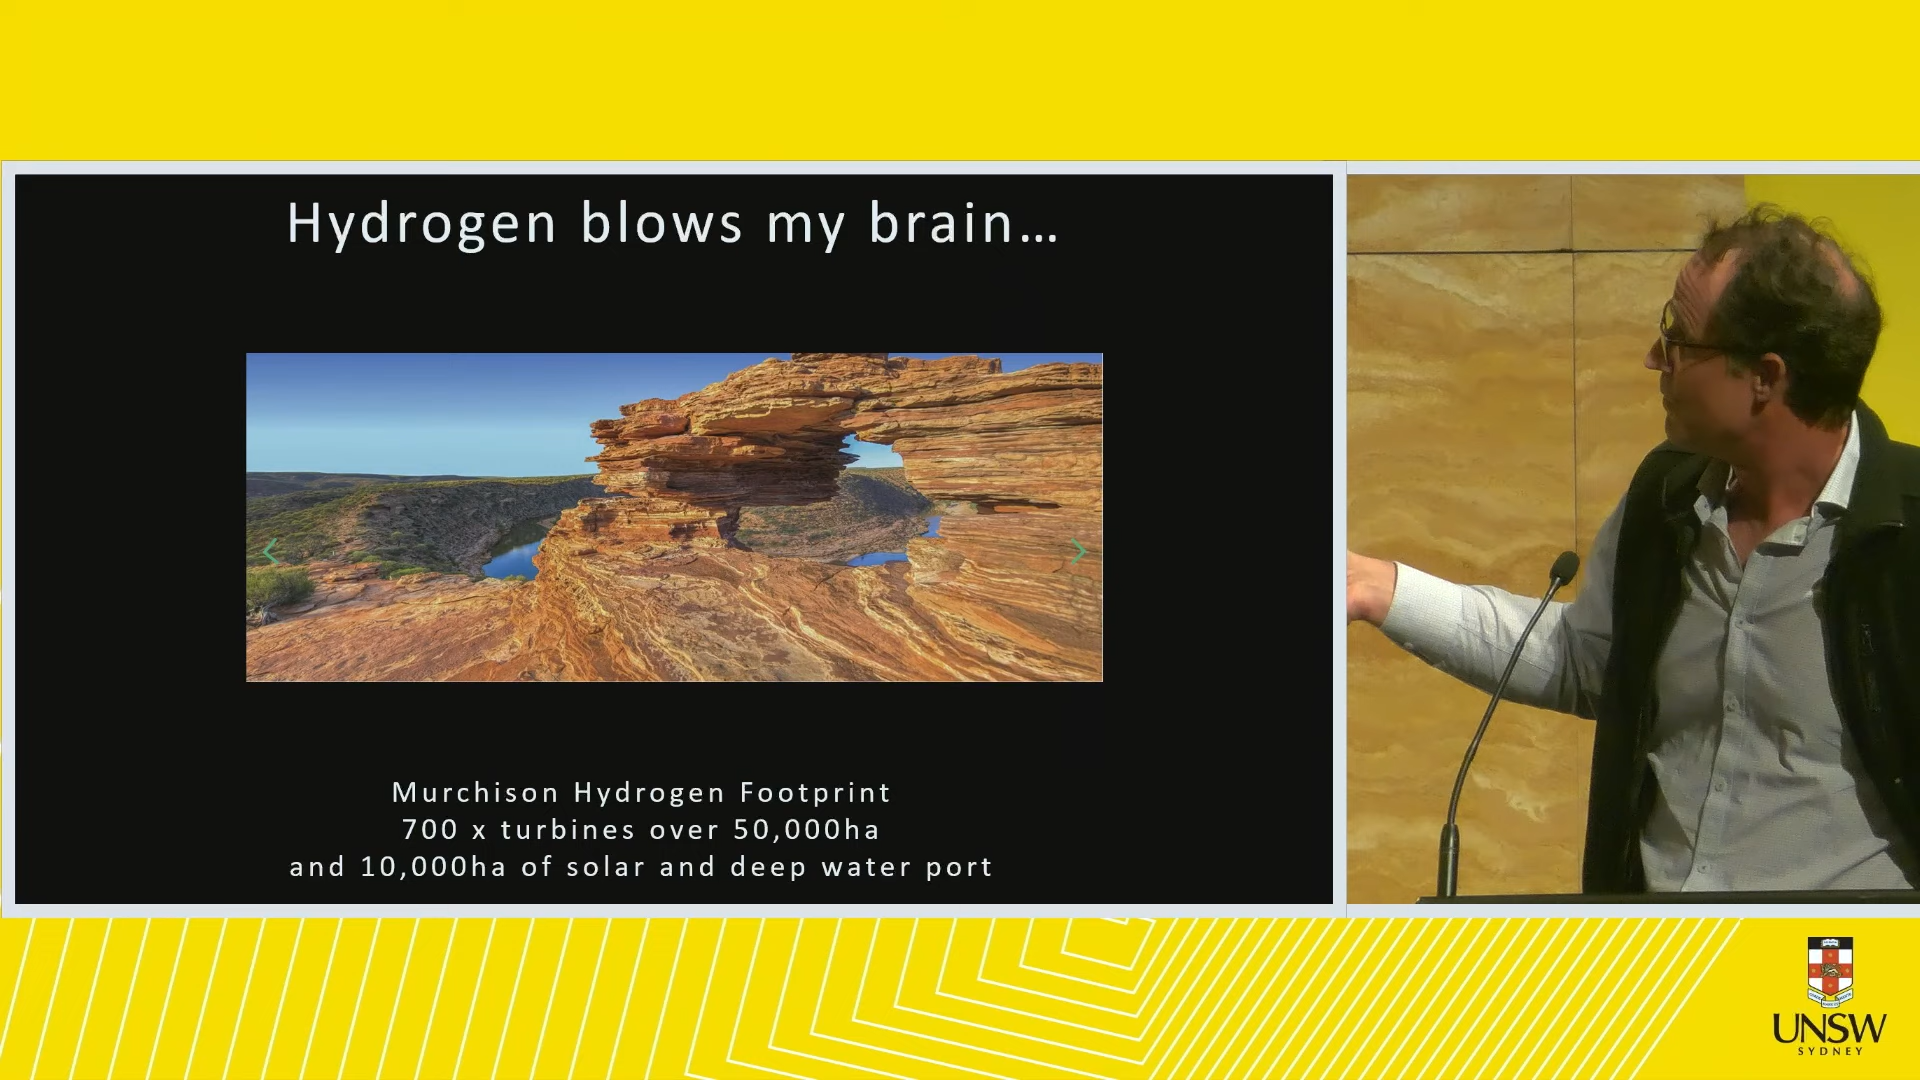 Hydrogen blows my brain…
Murchison Hydrogen Footprint
700 x turbines over 50,000ha
and 10,000ha of solar and deep water port
UNSW
SYDNEY